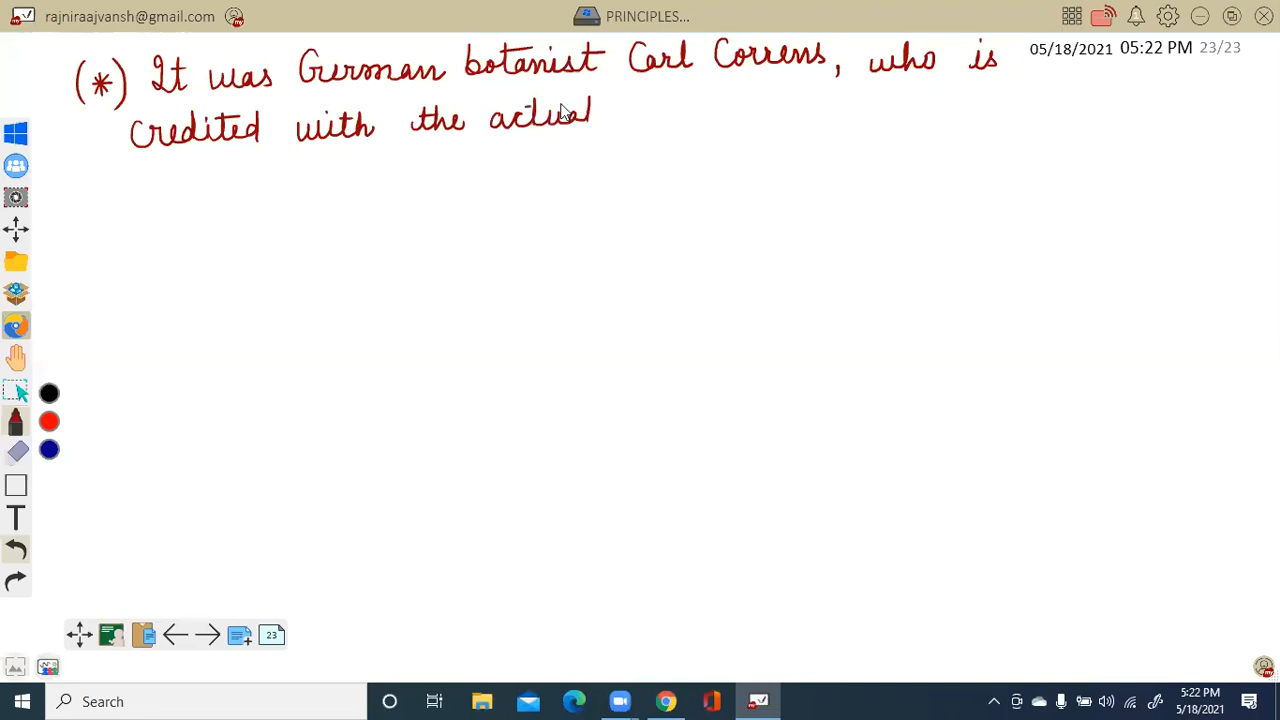 rajniraajvansh@gmail.com
PRINCIPLES...
05/18/2021 05:22 PM 23/23
(*) It was German botanist Carl Correns, who is
credited with the actual
T
23
Search
5:22 PM
5/18/2021